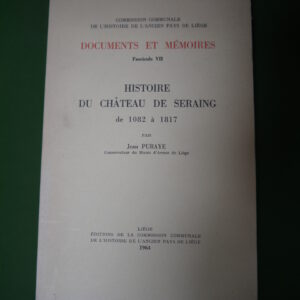 COMMISSION COMMUNALE
DE L'HISTOIRE DE L'ANCIEN PAYS DE LIÈGE
DOCUMENTS ET MÉMOIRES
Fascicule VII
HISTOIRE
DU CHÂTEAU DE SERAING
de 1082 à 1817
PAR
Jean PURAYE
Conservateur du Musée d'Armes de Liége
LIÈGE
ÉDITIONS DE LA COMMISSION COMMUNALE
DE L'HISTOIRE DE L'ANCIEN PAYS DE LIÈGE
1964